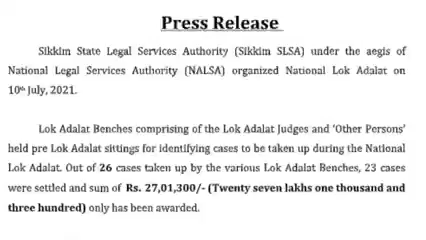 Press Release
Sikkim State Legal Services Authority (Sikkim SLSA) under the aegis of
National Legal Services Authority (NALSA) organized National Lok Adalat on
10th July, 2021.
Lok Adalat Benches comprising of the Lok Adalat Judges and ‘Other Persons’
held pre Lok Adalat sittings for identifying cases to be taken up during the National
Lok Adalat. Out of 26 cases taken up by the various Lok Adalat Benches, 23 cases
were settled and sum of Rs. 27,01,300/- (Twenty seven lakhs one thousand and
three hundred) only has been awarded.